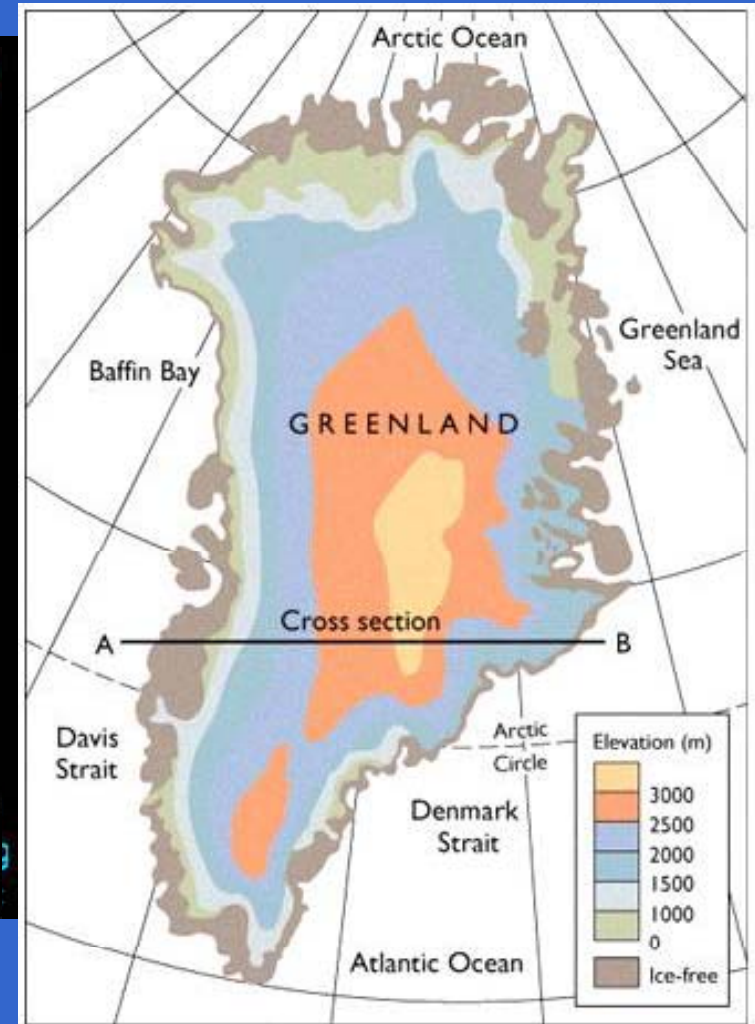 Arctic Ocean
Greenland
Sea
Baffin Bay
GREENLAND
Cross section
A
B
Davis
Strait
Arctic
Circle
Denmark
Strait
Atlantic Ocean
Elevation (m)
3000
2500
2000
1500
1000
0
Ice-free